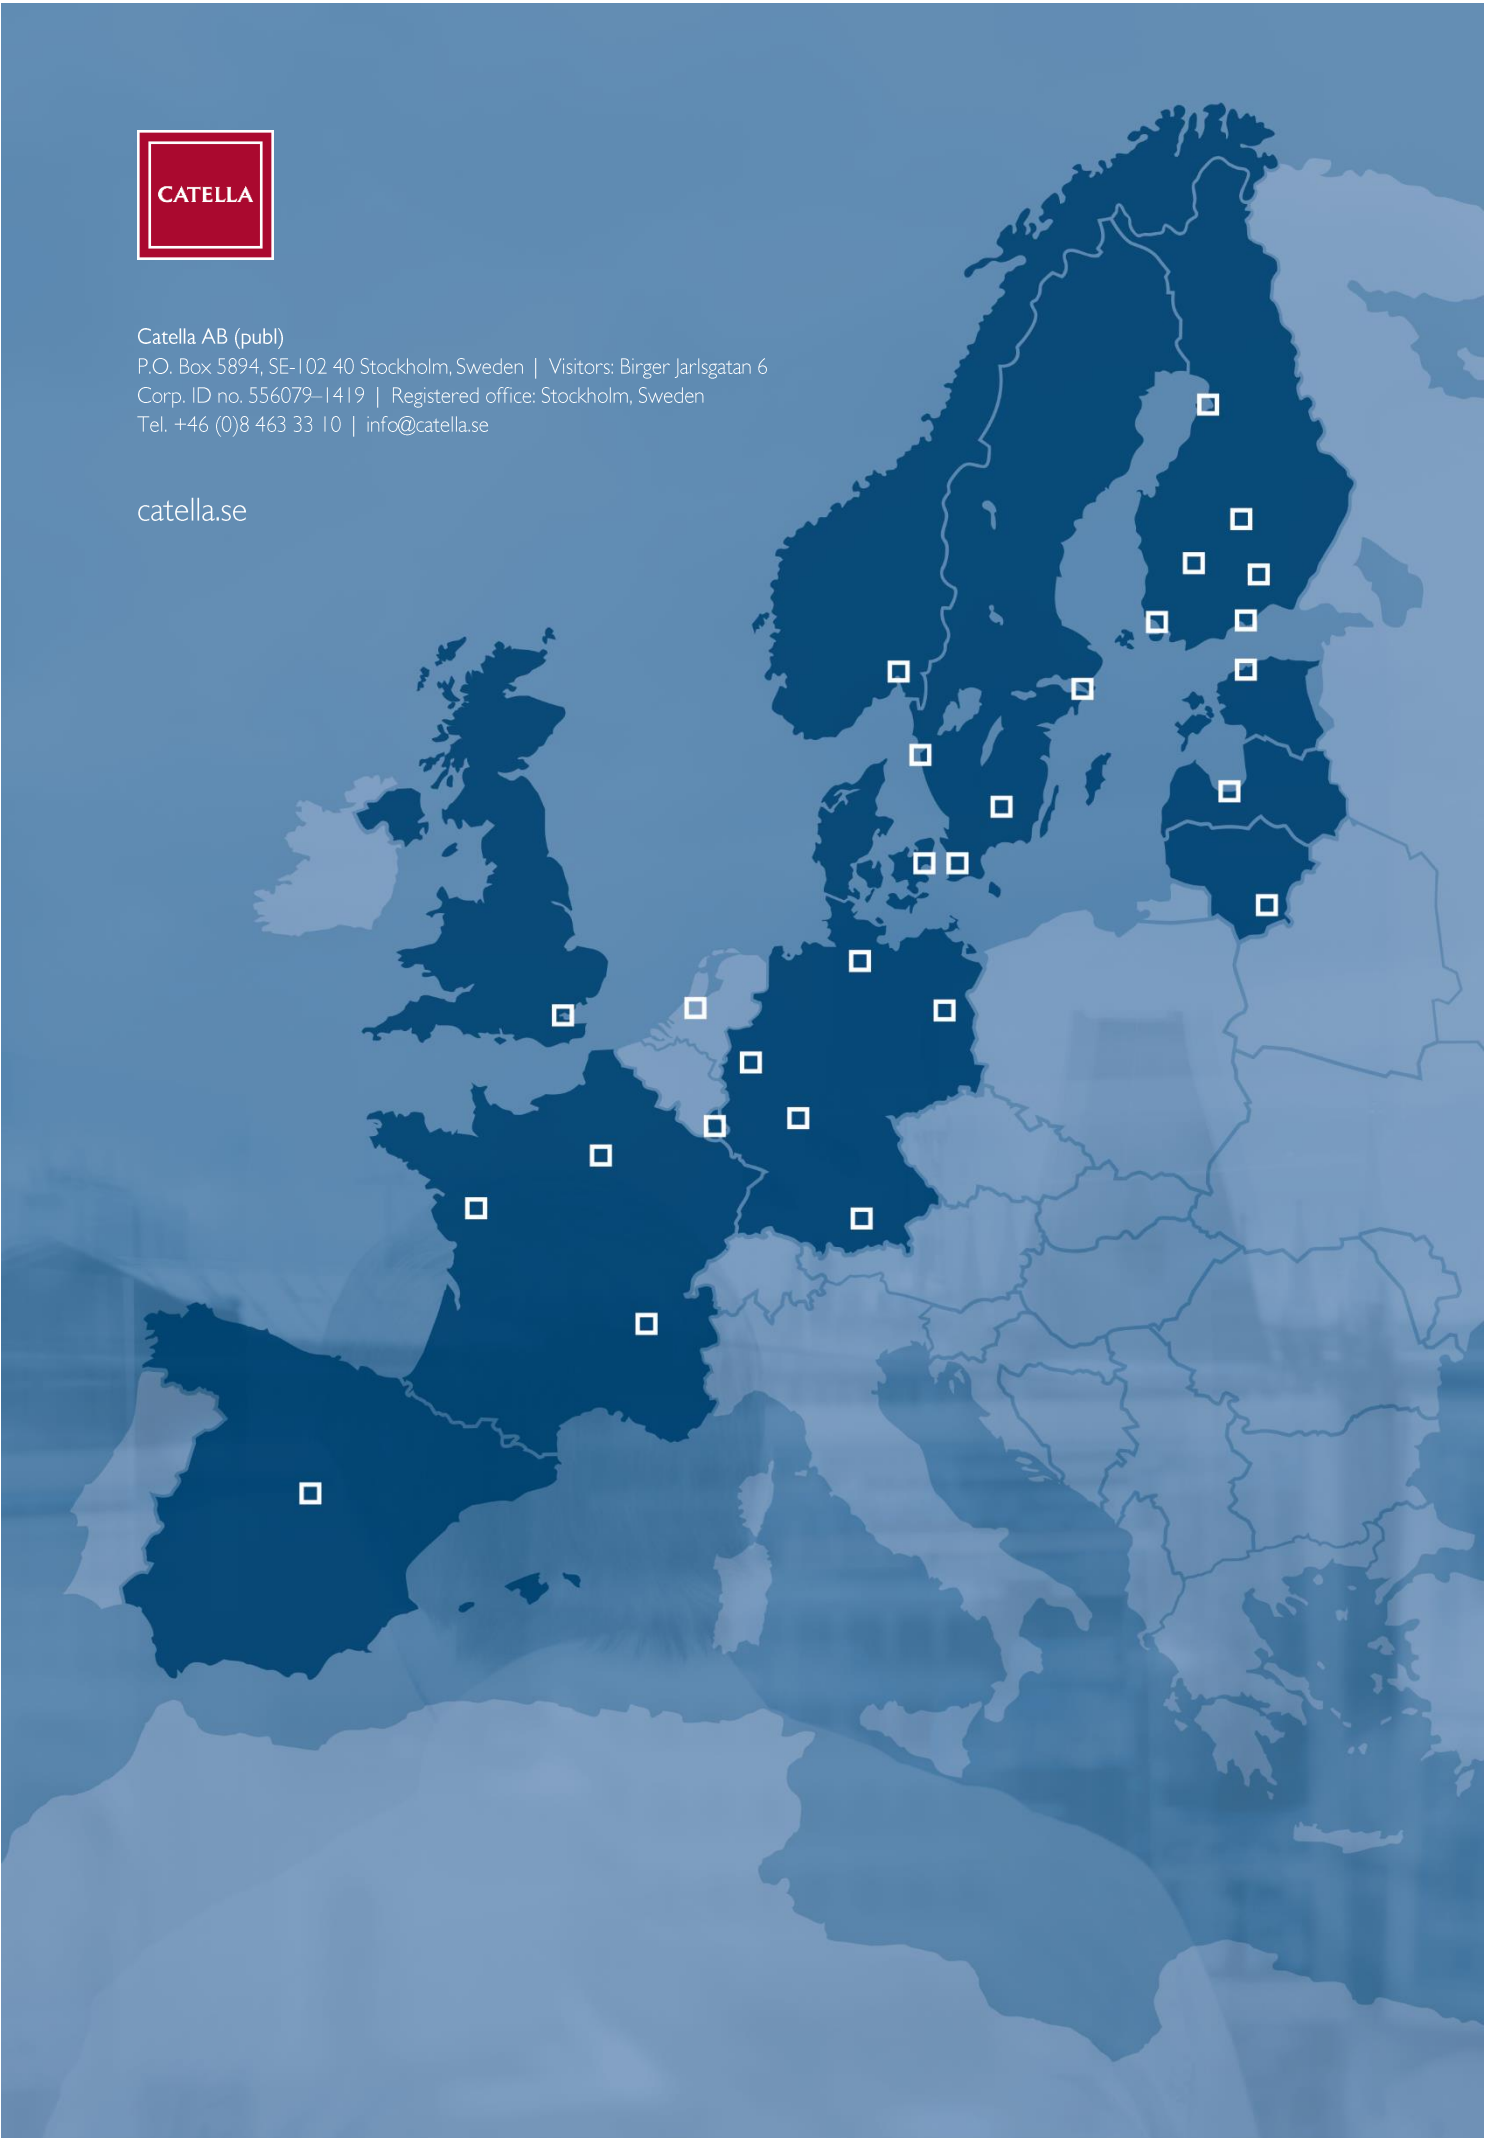 CATELLA
Catella AB (publ)
P.O. Box 5894, SE-102 40 Stockholm, Sweden | Visitors: Birger Jarlsgatan 6
Corp. ID no. 556079–1419 | Registered office: Stockholm, Sweden
Tel. +46 (0)8 463 33 10 | info@catella.se
catella.se